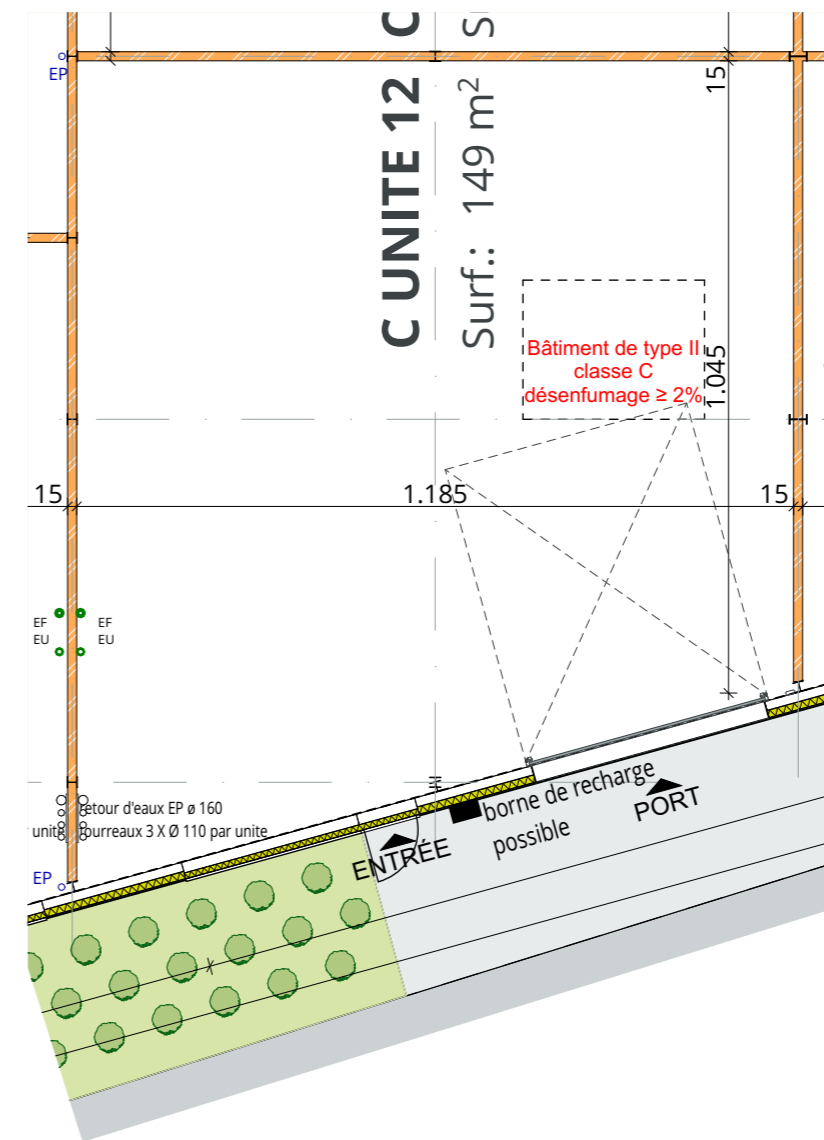 C UNITE 12 C
Surf.: 149 m²
EP
15
Bâtiment de type II
classe C
désenfumage ≥ 2%
1.045
15
1.185
15
EF
EU
EF
EU
retour d'eaux EP ø 160
unité
fourreaux 3 X Ø 110 par unite
EP
ENTRÉE
borne de recharge
possible
PORT